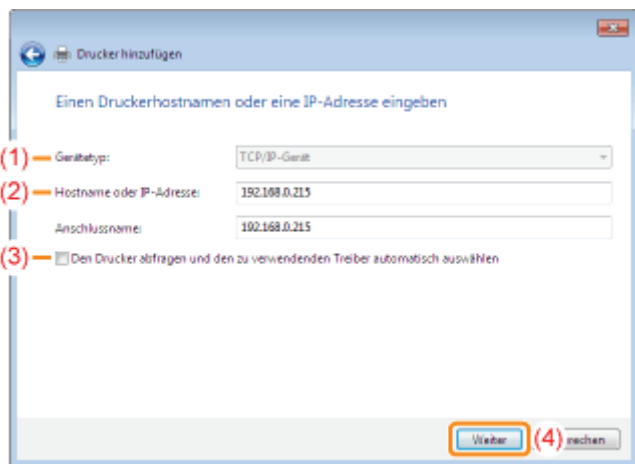 Drucker hinzufügen
Einen Druckerhostnamen oder eine IP-Adresse eingeben
(1) Gerätetyp: TCP/IP-Gerät
(2) Hostname oder IP-Adresse: 192.168.0.215
Anschlussname: 192.168.0.215
(3) Den Drucker abfragen und den zu verwendenden Treiber automatisch auswählen
Weiter (4) rechen